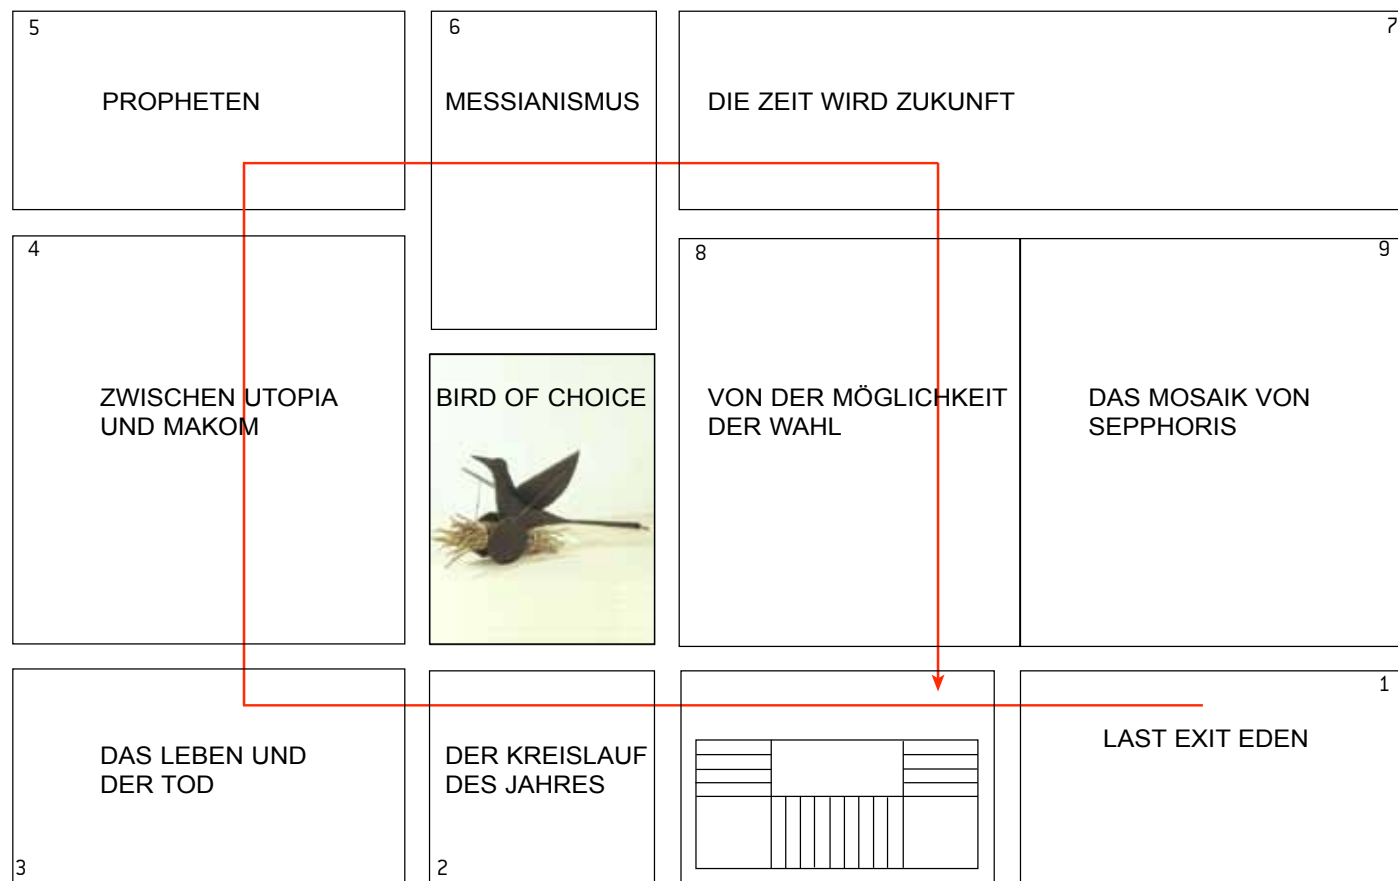 5
PROPHETEN
6
MESSIANISMUS
7
DIE ZEIT WIRD ZUKUNFT
4
ZWISCHEN UTOPIA
UND MAKOM
BIRD OF CHOICE
8
VON DER MÖGLICHKEIT
DER WAHL
9
DAS MOSAIK VON
SEPPHORIS
3
DAS LEBEN UND
DER TOD
2
DER KREISLAUF
DES JAHRES
1
LAST EXIT EDEN